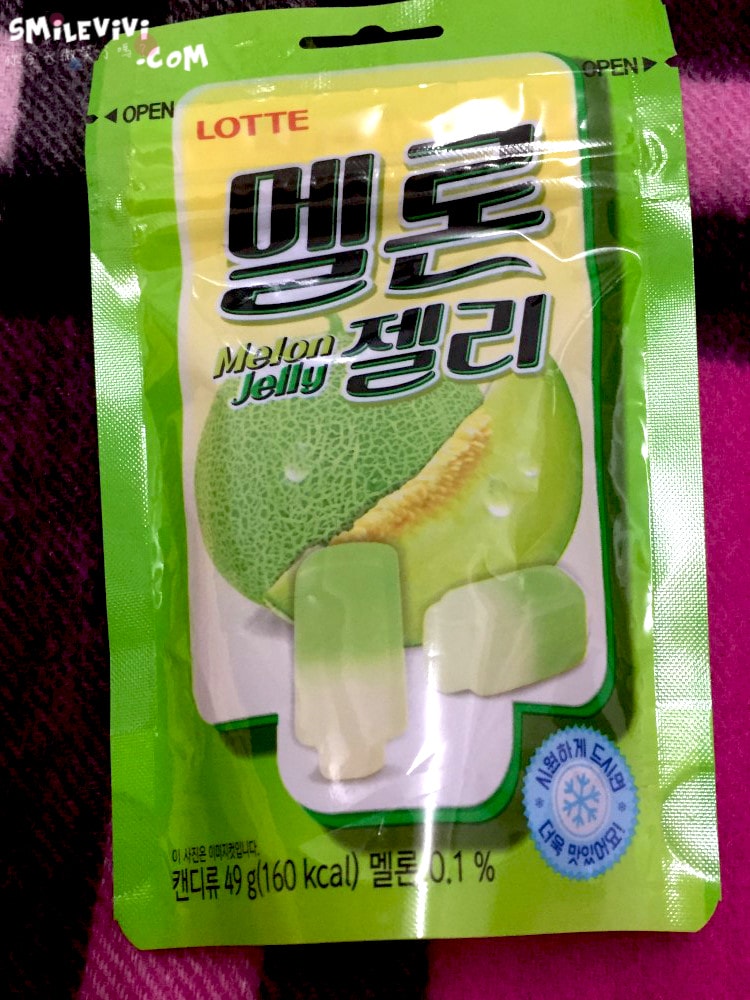 SMiLEViVi
.COM
OPEN
OPEN
LOTTE
멜론
Melon
Jelly
젤리
시원하게 드시면
더욱 맛있어요!
이 사진은 이미지컷입니다.
캔디류 49 g(160 kcal) 멜론 0.1 %